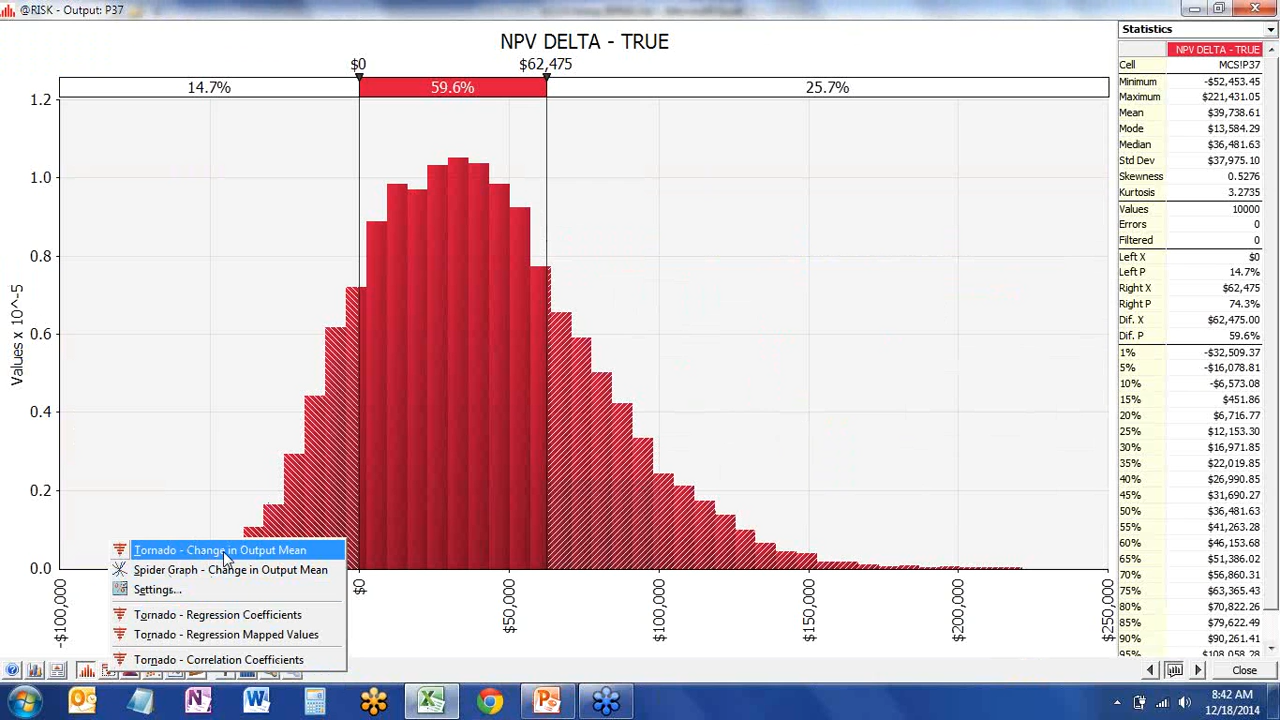 @RISK - Output: P37
NPV DELTA - TRUE
$0
$62,475
14.7%
59.6%
25.7%
1.2
1.0
0.8
0.6
0.4
0.2
0.0
Values x 10^-5
-$100,000
$0
$50,000
$100,000
$150,000
$200,000
$250,000
Tornado - Change in Output Mean
Spider Graph - Change in Output Mean
Settings...
Tornado - Regression Coefficients
Tornado - Regression Mapped Values
Tornado - Correlation Coefficients
Statistics
NPV DELTA - TRUE
Cell MCS!P37
Minimum -$52,453.45
Maximum $221,431.05
Mean $39,738.61
Mode $13,584.29
Median $36,481.63
Std Dev $37,975.10
Skewness 0.5276
Kurtosis 3.2735
Values 10000
Errors 0
Filtered 0
Left X $0
Left P 14.7%
Right X $62,475
Right P 74.3%
Dif. X $62,475.00
Dif. P 59.6%
1% -$32,509.37
5% -$16,078.81
10% -$6,573.08
15% $451.86
20% $6,716.77
25% $12,153.30
30% $16,971.85
35% $22,019.85
40% $26,990.85
45% $31,690.27
50% $36,481.63
55% $41,263.28
60% $46,153.68
65% $51,386.02
70% $56,860.31
75% $63,365.43
80% $70,822.26
85% $79,622.49
90% $90,261.41
95% $108,058.28
Close
8:42 AM
12/18/2014